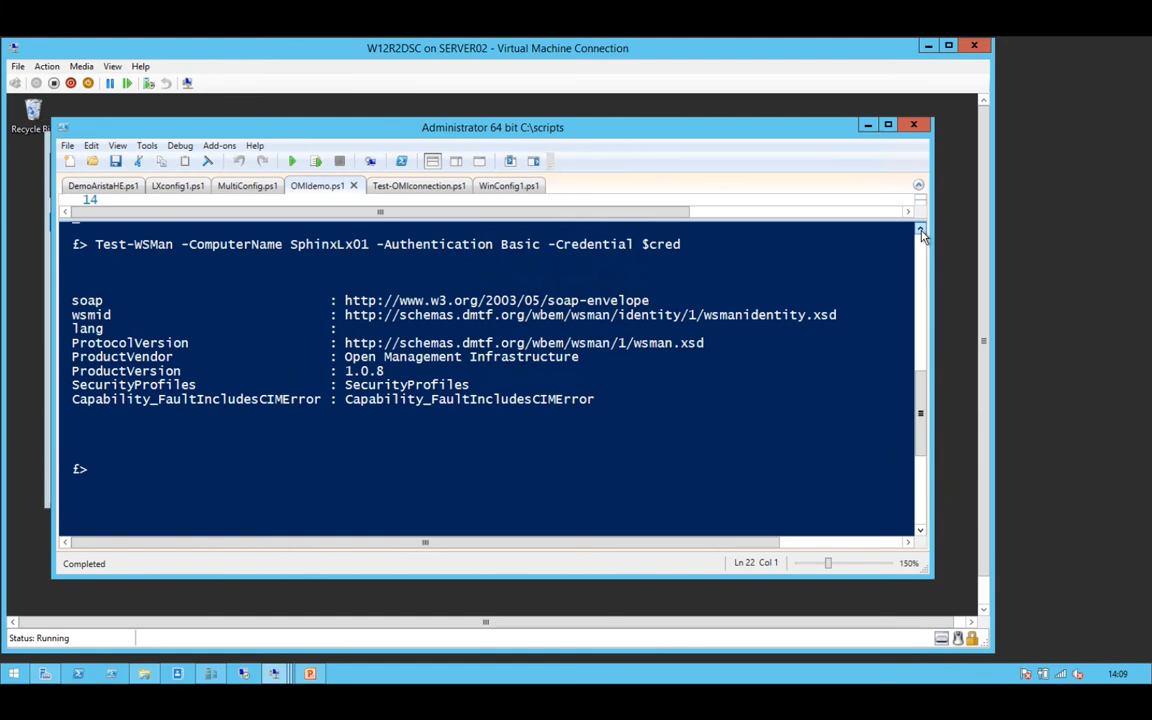 W12R2DSC on SERVER02 - Virtual Machine Connection
File Action Media View Help
Recycle Bi
Administrator 64 bit C:\scripts
File Edit View Tools Debug Add-ons Help
DemoAristaHE.ps1 LXconfig1.ps1 MultiConfig.ps1 OMIdemo.ps1 Test-OMIconnection.ps1 WinConfig1.ps1
14
£> Test-WSMan -ComputerName SphinxLx01 -Authentication Basic -Credential $cred
soap : http://www.w3.org/2003/05/soap-envelope
wsmid : http://schemas.dmtf.org/wbem/wsman/identity/1/wsmanidentity.xsd
lang :
ProtocolVersion : http://schemas.dmtf.org/wbem/wsman/1/wsman.xsd
ProductVendor : Open Management Infrastructure
ProductVersion : 1.0.8
SecurityProfiles : SecurityProfiles
Capability_FaultIncludesCIMError : Capability_FaultIncludesCIMError
£>
Completed Ln 22 Col 1 150%
Status: Running
14:09